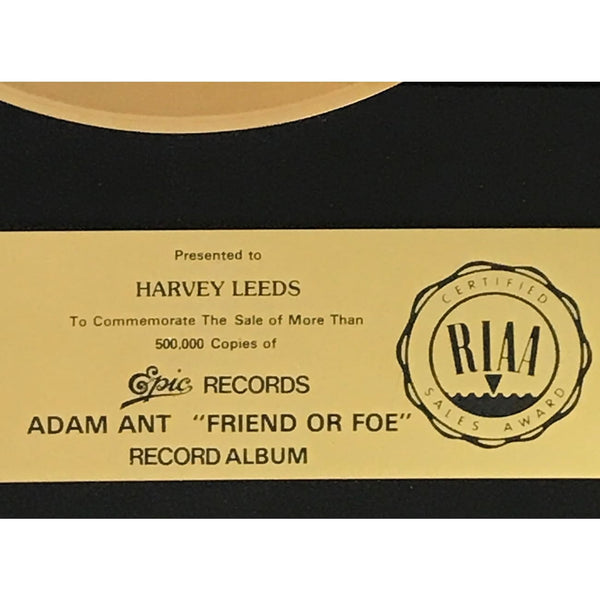 Presented to
HARVEY LEEDS
To Commemorate The Sale of More Than
500,000 Copies of
Epic RECORDS
ADAM ANT "FRIEND OR FOE"
RECORD ALBUM
CERTIFIED
RIAA
SALES AWARD